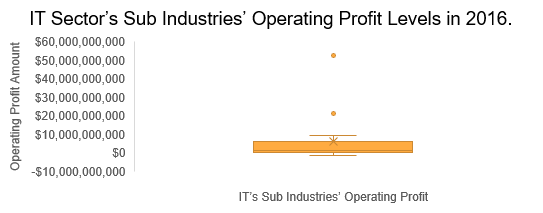 IT Sector’s Sub Industries’ Operating Profit Levels in 2016.
Operating Profit Amount
$60,000,000,000
$50,000,000,000
$40,000,000,000
$30,000,000,000
$20,000,000,000
$10,000,000,000
$0
-$10,000,000,000
IT’s Sub Industries’ Operating Profit